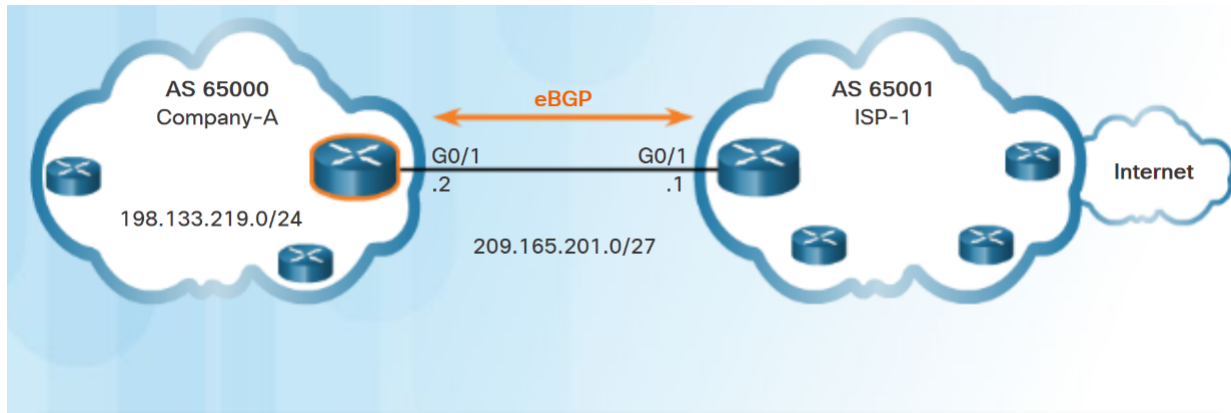 AS 65000
Company-A
eBGP
AS 65001
ISP-1
G0/1
G0/1
.2
.1
Internet
198.133.219.0/24
209.165.201.0/27